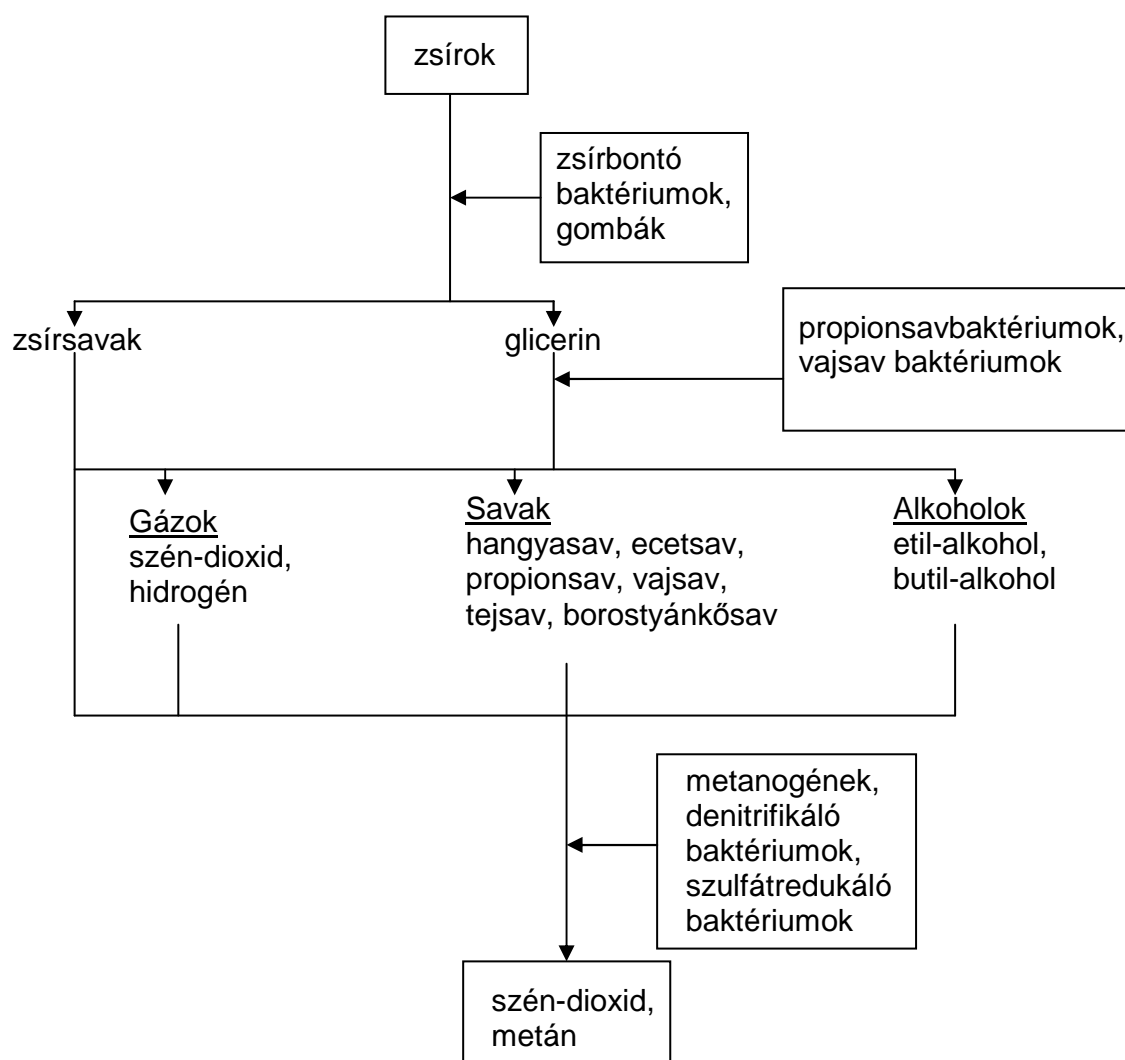 zsírok
zsírbontó
baktériumok,
gombák
zsírsavak
glicerin
propionsavbaktériumok,
vajsav baktériumok
Gázok
szén-dioxid,
hidrogén
Savak
hangyasav, ecetsav,
propionsav, vajsav,
tejsav, borostyánkősav
Alkoholok
etil-alkohol,
butil-alkohol
metanogének,
denitrifikáló
baktériumok,
szulfátredukáló
baktériumok
szén-dioxid,
metán